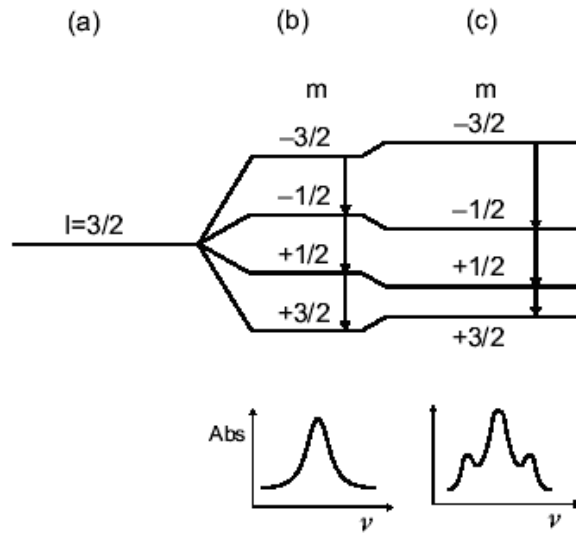 (a) (b) (c)
m m
−3/2 −3/2
−1/2 −1/2
I=3/2
+1/2 +1/2
+3/2 +3/2
Abs
ν ν